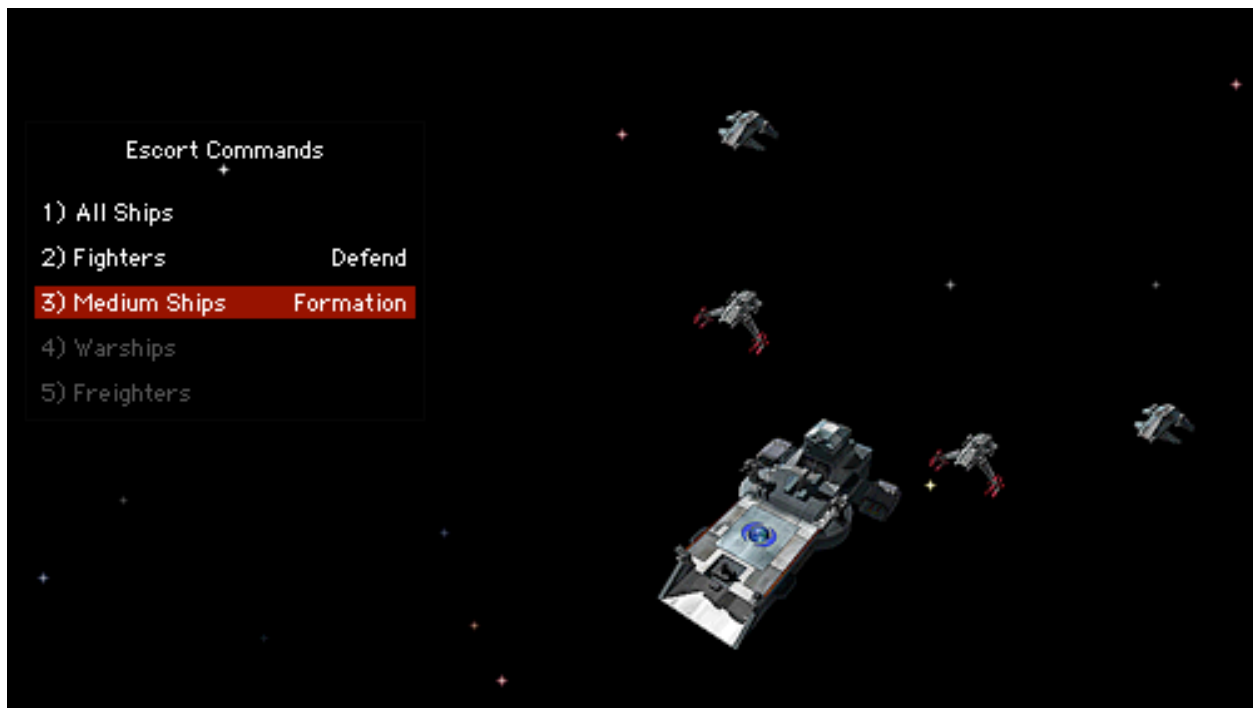 Escort Commands
1) All Ships
2) Fighters Defend
3) Medium Ships Formation
4) Warships
5) Freighters